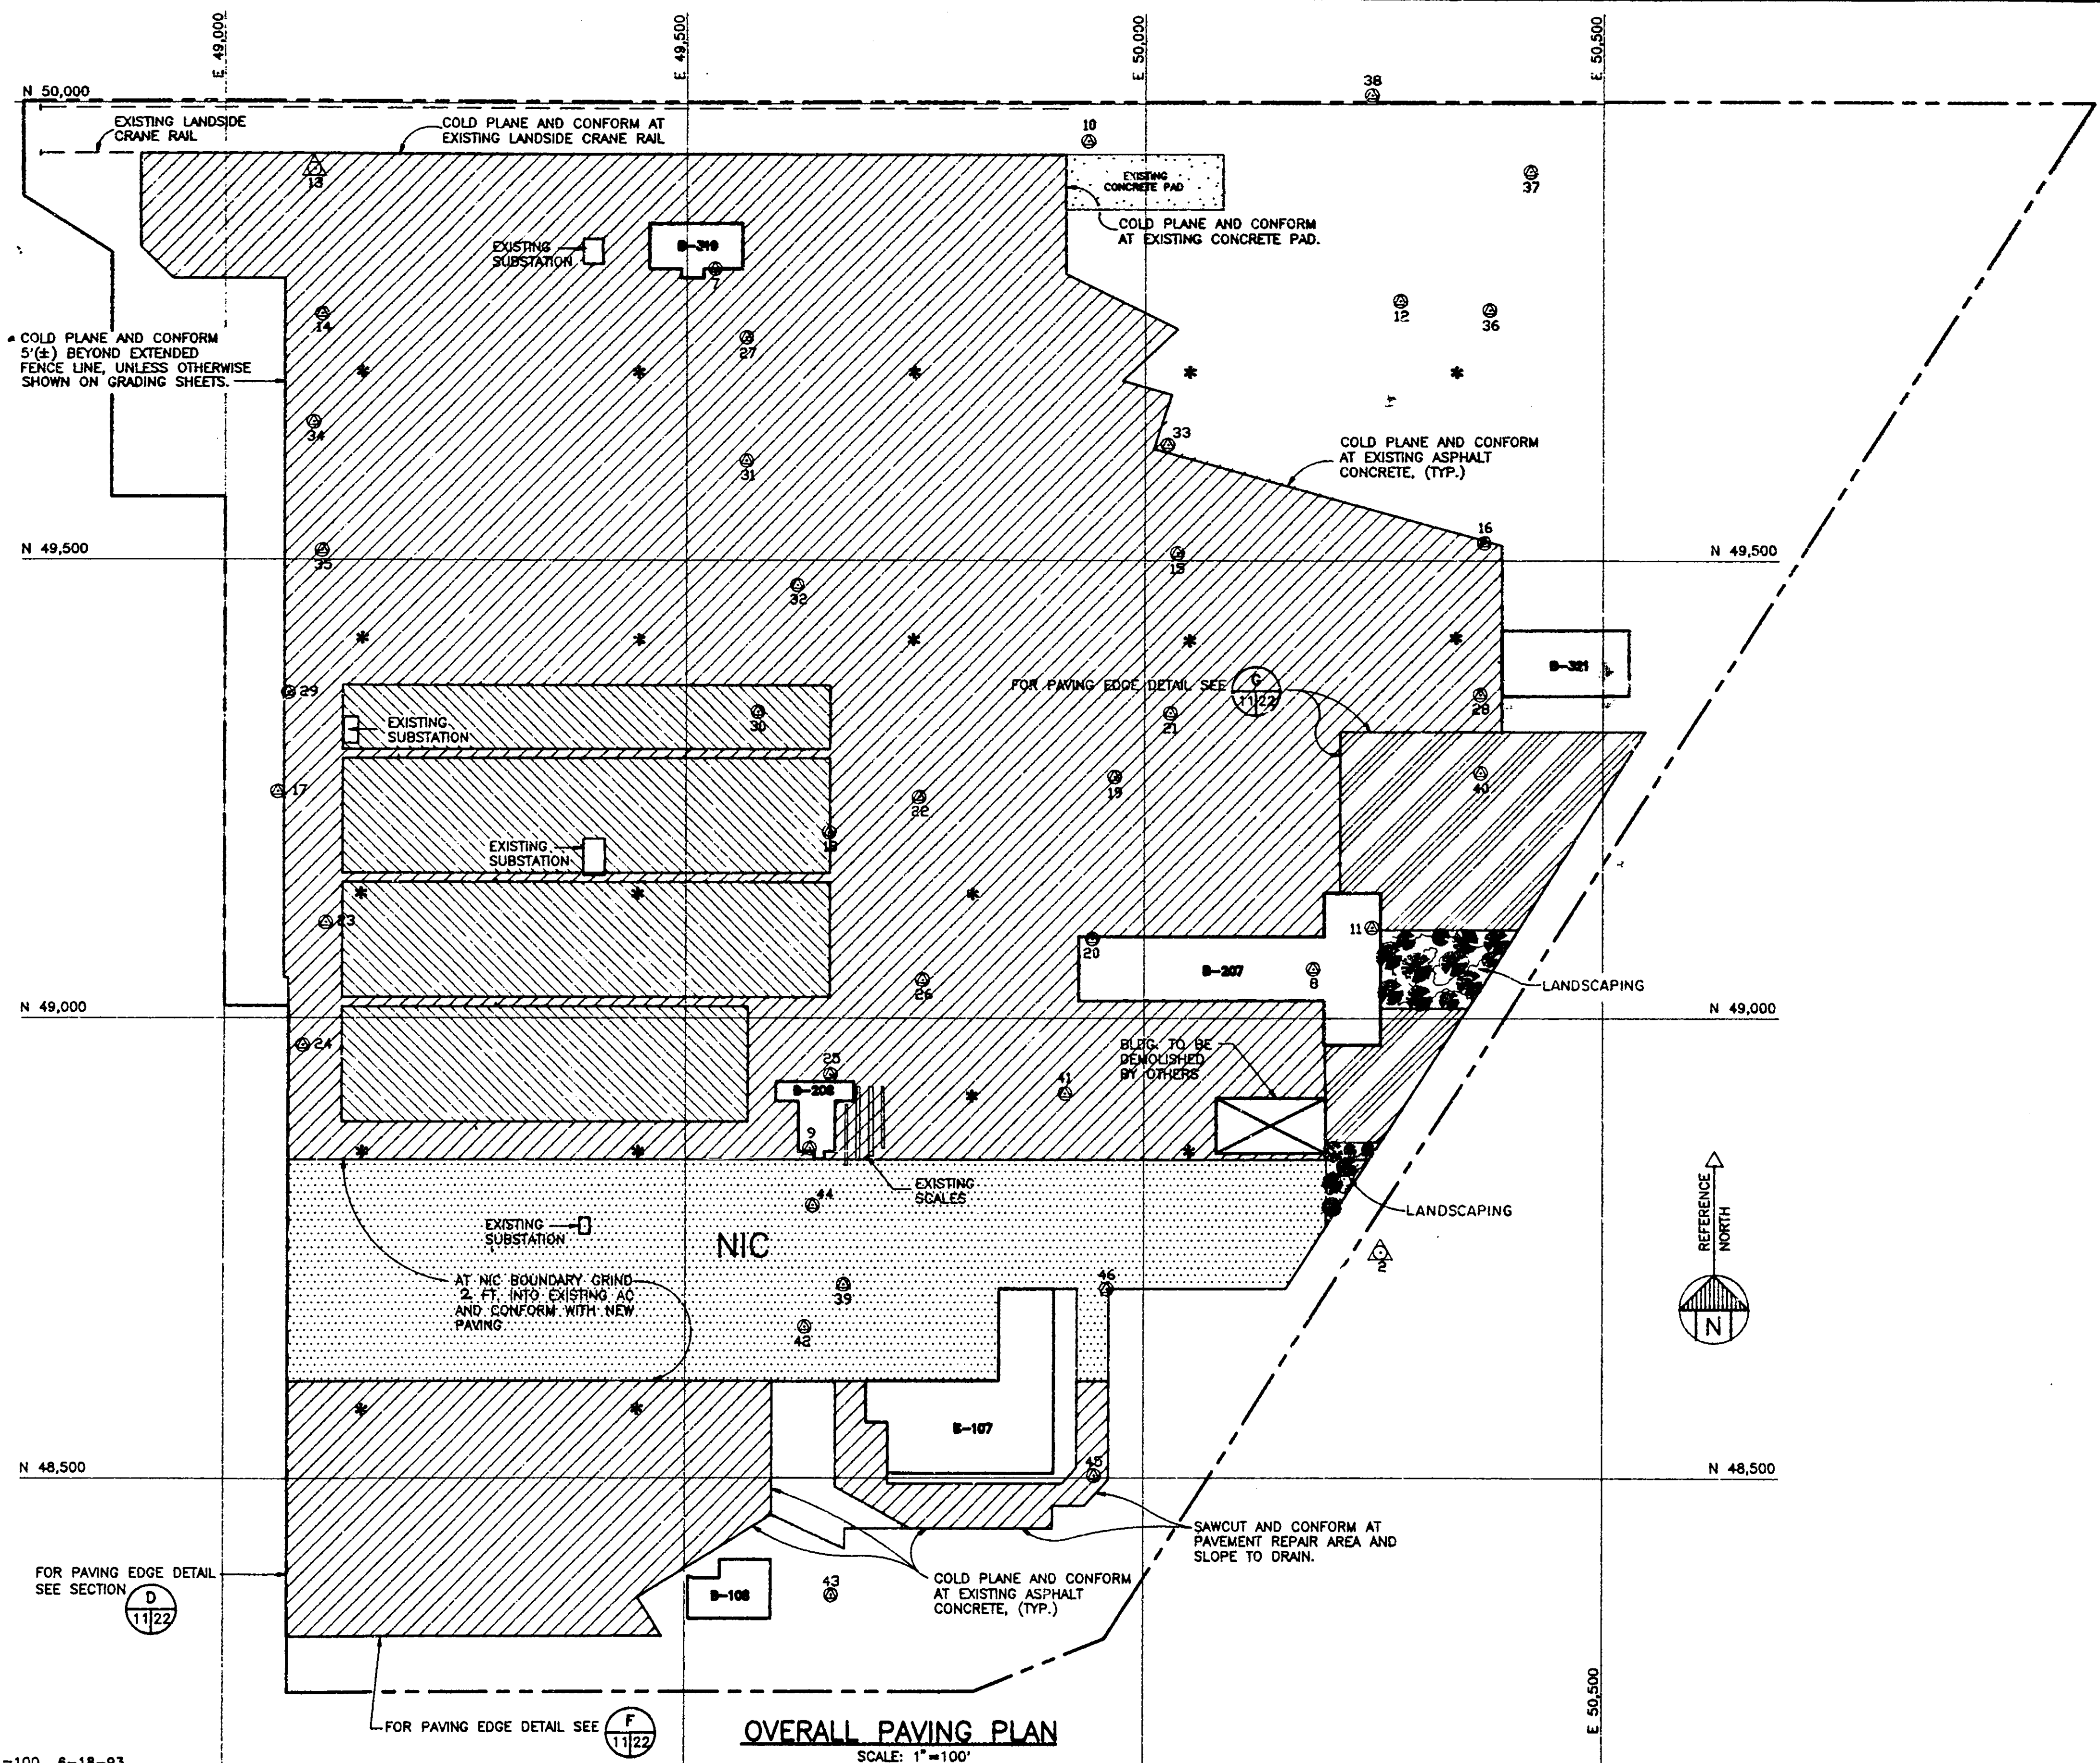 E 49,000
E 49,500
E 50,000
E 50,500
N 50,000
38
EXISTING LANDSIDE
CRANE RAIL
COLD PLANE AND CONFORM AT
EXISTING LANDSIDE CRANE RAIL
10
13
EXISTING
CONCRETE PAD
37
COLD PLANE AND CONFORM
AT EXISTING CONCRETE PAD.
EXISTING
SUBSTATION
7
14
12
36
27
COLD PLANE AND CONFORM
5'(±) BEYOND EXTENDED
FENCE LINE, UNLESS OTHERWISE
SHOWN ON GRADING SHEETS.
34
33
31
COLD PLANE AND CONFORM
AT EXISTING ASPHALT
CONCRETE, (TYP.)
16
N 49,500
N 49,500
35
15
32
B-321
29
FOR PAVING EDGE DETAIL SEE
G
11 22
28
30
21
EXISTING
SUBSTATION
17
19
40
22
18
EXISTING
SUBSTATION
23
11
20
B-207
8
26
LANDSCAPING
N 49,000
N 49,000
24
BLDG. TO BE
DEMOLISHED
BY OTHERS
25
41
9
EXISTING
SCALES
44
LANDSCAPING
EXISTING
SUBSTATION
NIC
2
REFERENCE
NORTH
N
AT NIC BOUNDARY GRIND
2 FT. INTO EXISTING AC
AND CONFORM WITH NEW
PAVING
39
46
42
B-107
N 48,500
N 48,500
45
SAWCUT AND CONFORM AT
PAVEMENT REPAIR AREA AND
SLOPE TO DRAIN.
FOR PAVING EDGE DETAIL
SEE SECTION
D
11 22
43
COLD PLANE AND CONFORM
AT EXISTING ASPHALT
CONCRETE, (TYP.)
E 50,500
FOR PAVING EDGE DETAIL SEE
F
11 22
OVERALL PAVING PLAN
SCALE: 1"=100'
=100 6-18-93